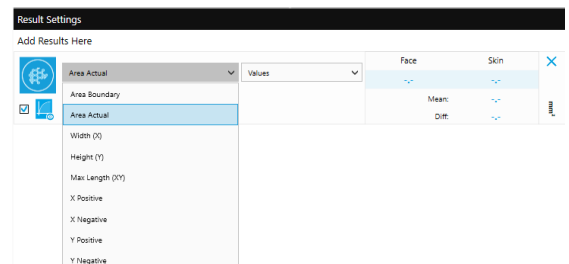 Result Settings
Add Results Here
Face Skin
Area Actual Values
-.- -.-
Area Boundary
Mean: -.-
Area Actual
Diff: -.-
Width (X)
Height (Y)
Max Length (XY)
X Positive
X Negative
Y Positive
Y Negative